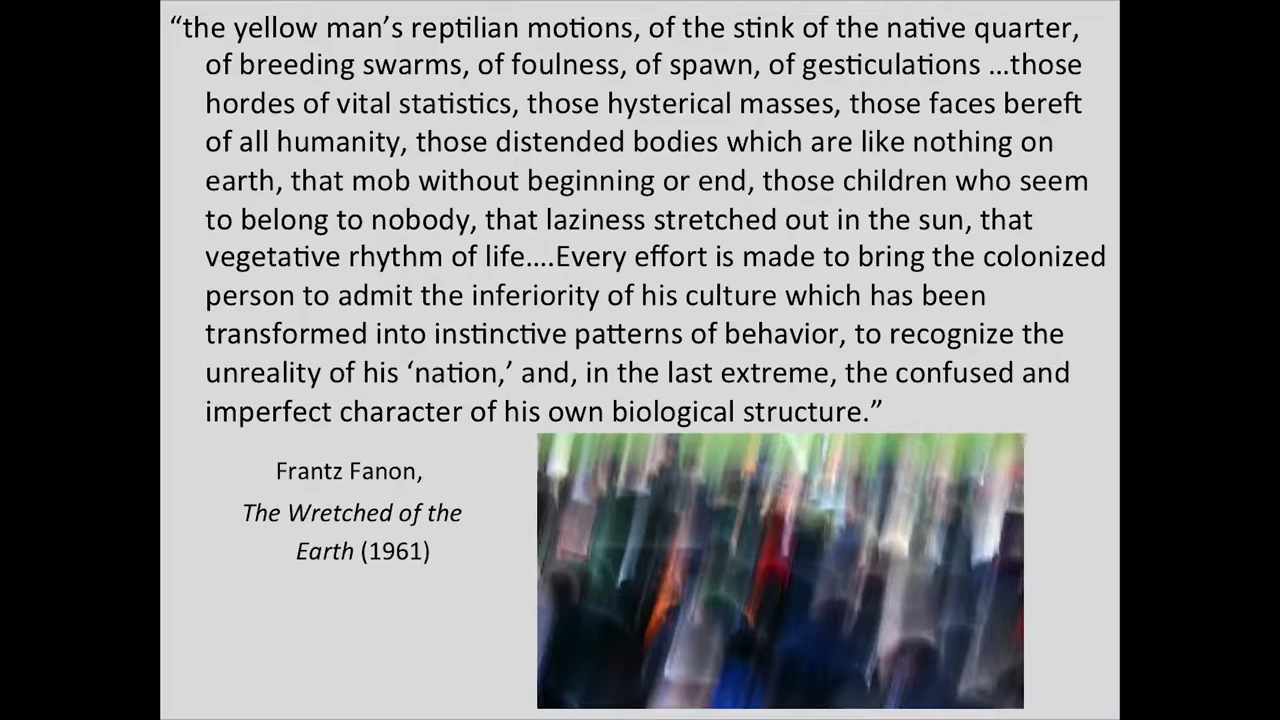 “the yellow man’s reptilian motions, of the stink of the native quarter,
of breeding swarms, of foulness, of spawn, of gesticulations …those
hordes of vital statistics, those hysterical masses, those faces bereft
of all humanity, those distended bodies which are like nothing on
earth, that mob without beginning or end, those children who seem
to belong to nobody, that laziness stretched out in the sun, that
vegetative rhythm of life….Every effort is made to bring the colonized
person to admit the inferiority of his culture which has been
transformed into instinctive patterns of behavior, to recognize the
unreality of his ‘nation,’ and, in the last extreme, the confused and
imperfect character of his own biological structure.”
Frantz Fanon,
The Wretched of the
Earth (1961)